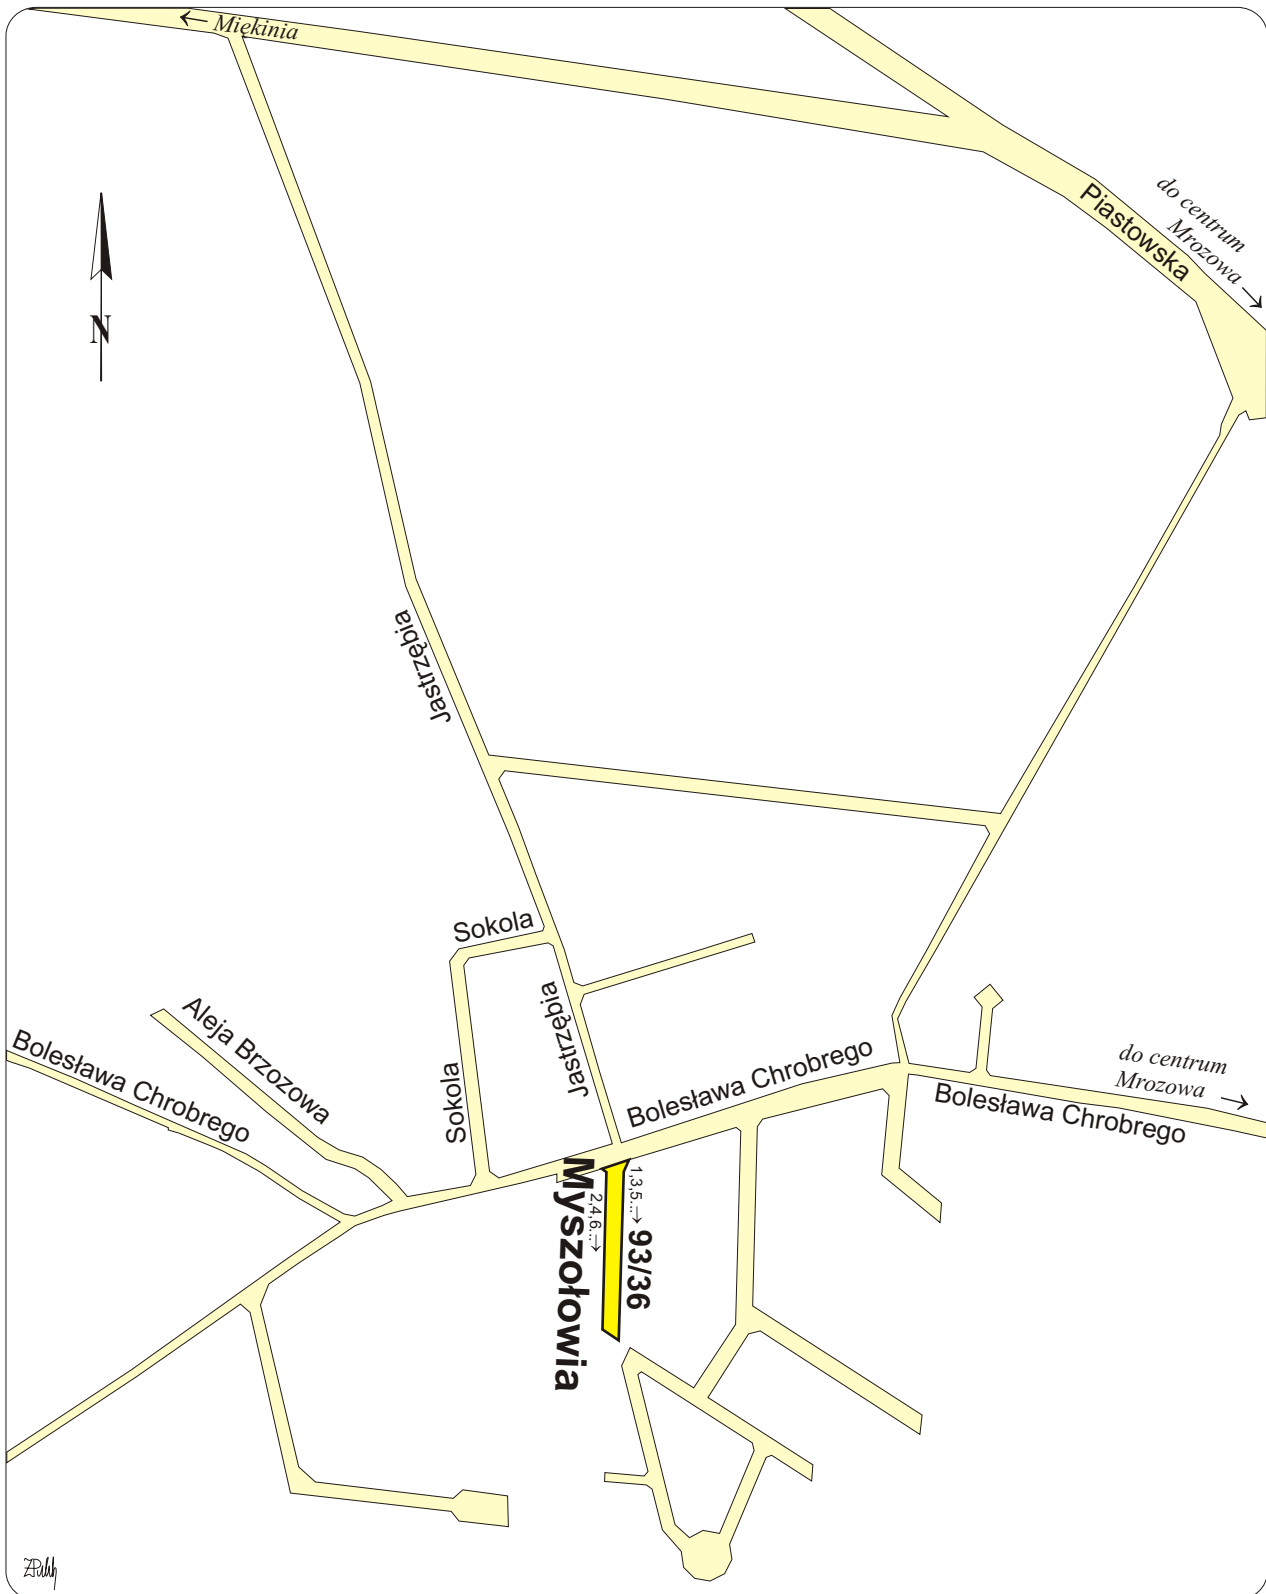 ← Miękinia
do centrum
Mrozowa →
Piastowska
N
Jastrzębia
Sokola
Jastrzębia
Sokola
Aleja Brzozowa
Bolesława Chrobrego
Bolesława Chrobrego
do centrum
Mrozowa →
Bolesława Chrobrego
1,3,5...→ 93/36
2,4,6...→
Myszołowia